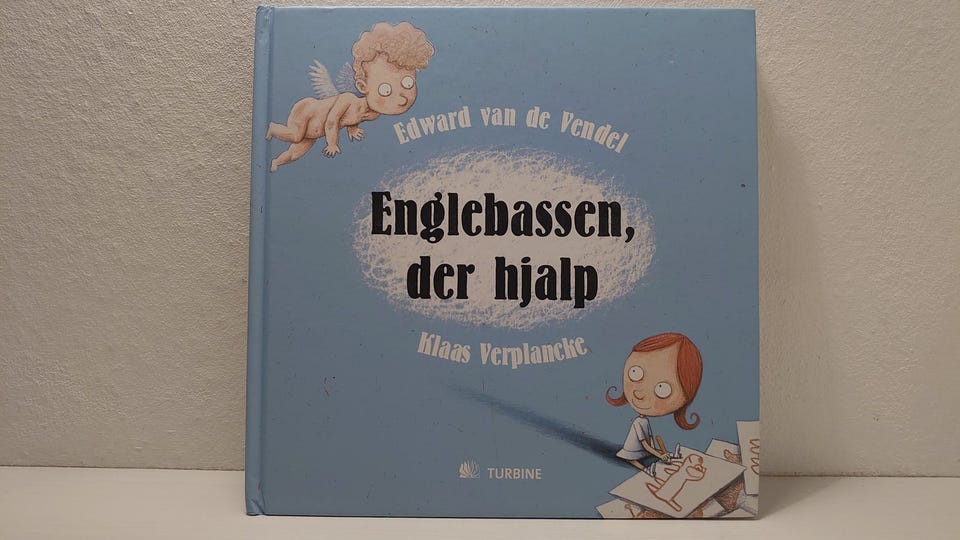 Edward van de Vendel
Englebassen,
der hjalp
Klaas Verplancke
TURBINE